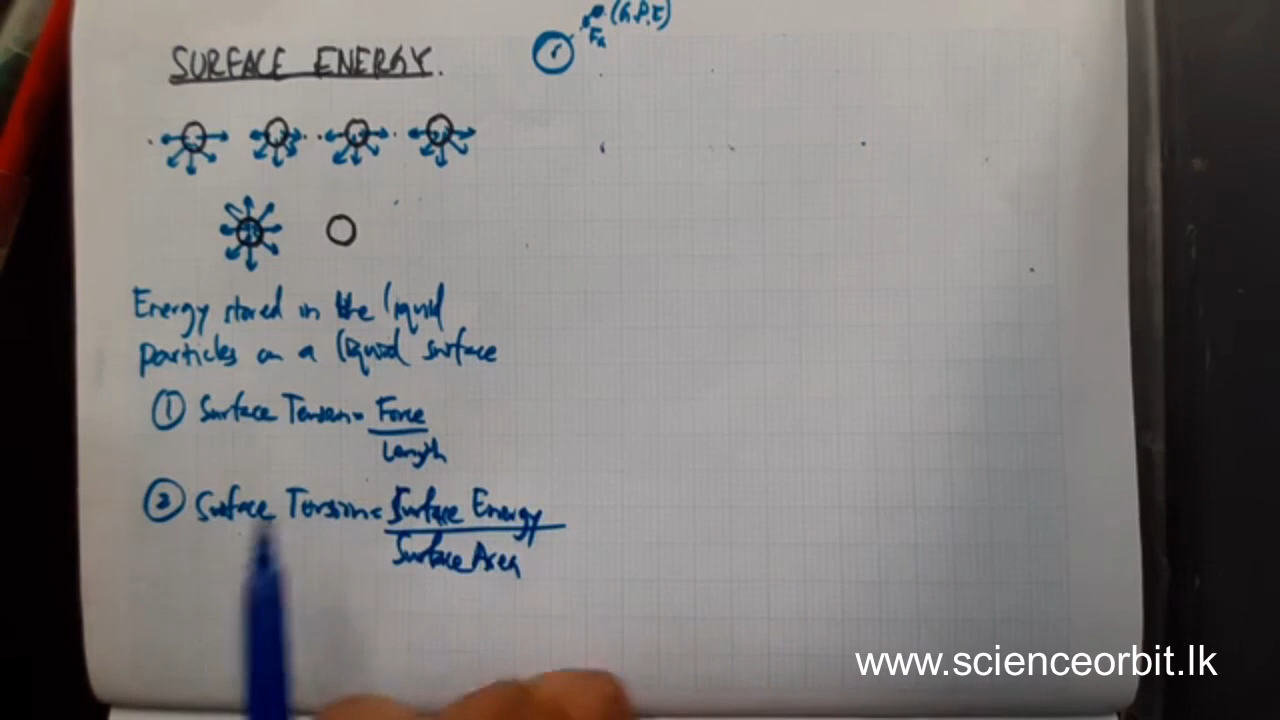 (G.P.E)
Fg
SURFACE ENERGY.
r
Energy stored in the liquid
particles on a liquid surface
① Surface Tension = Force
Length
② Surface Tension = Surface Energy
Surface Area
www.scienceorbit.lk